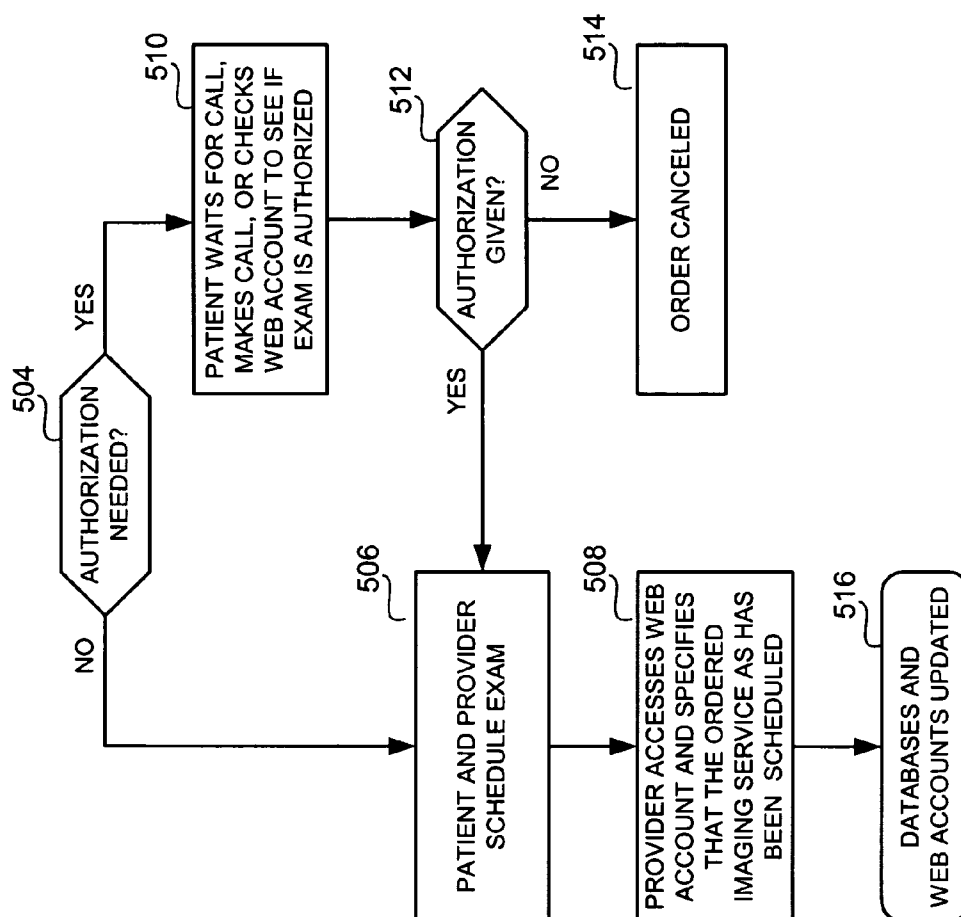 504
AUTHORIZATION
NEEDED?
NO
YES
510
PATIENT WAITS FOR CALL,
MAKES CALL, OR CHECKS
WEB ACCOUNT TO SEE IF
EXAM IS AUTHORIZED
512
AUTHORIZATION
GIVEN?
YES
NO
514
ORDER CANCELED
506
PATIENT AND PROVIDER
SCHEDULE EXAM
508
PROVIDER ACCESSES WEB
ACCOUNT AND SPECIFIES
THAT THE ORDERED
IMAGING SERVICE AS HAS
BEEN SCHEDULED
516
DATABASES AND
WEB ACCOUNTS UPDATED